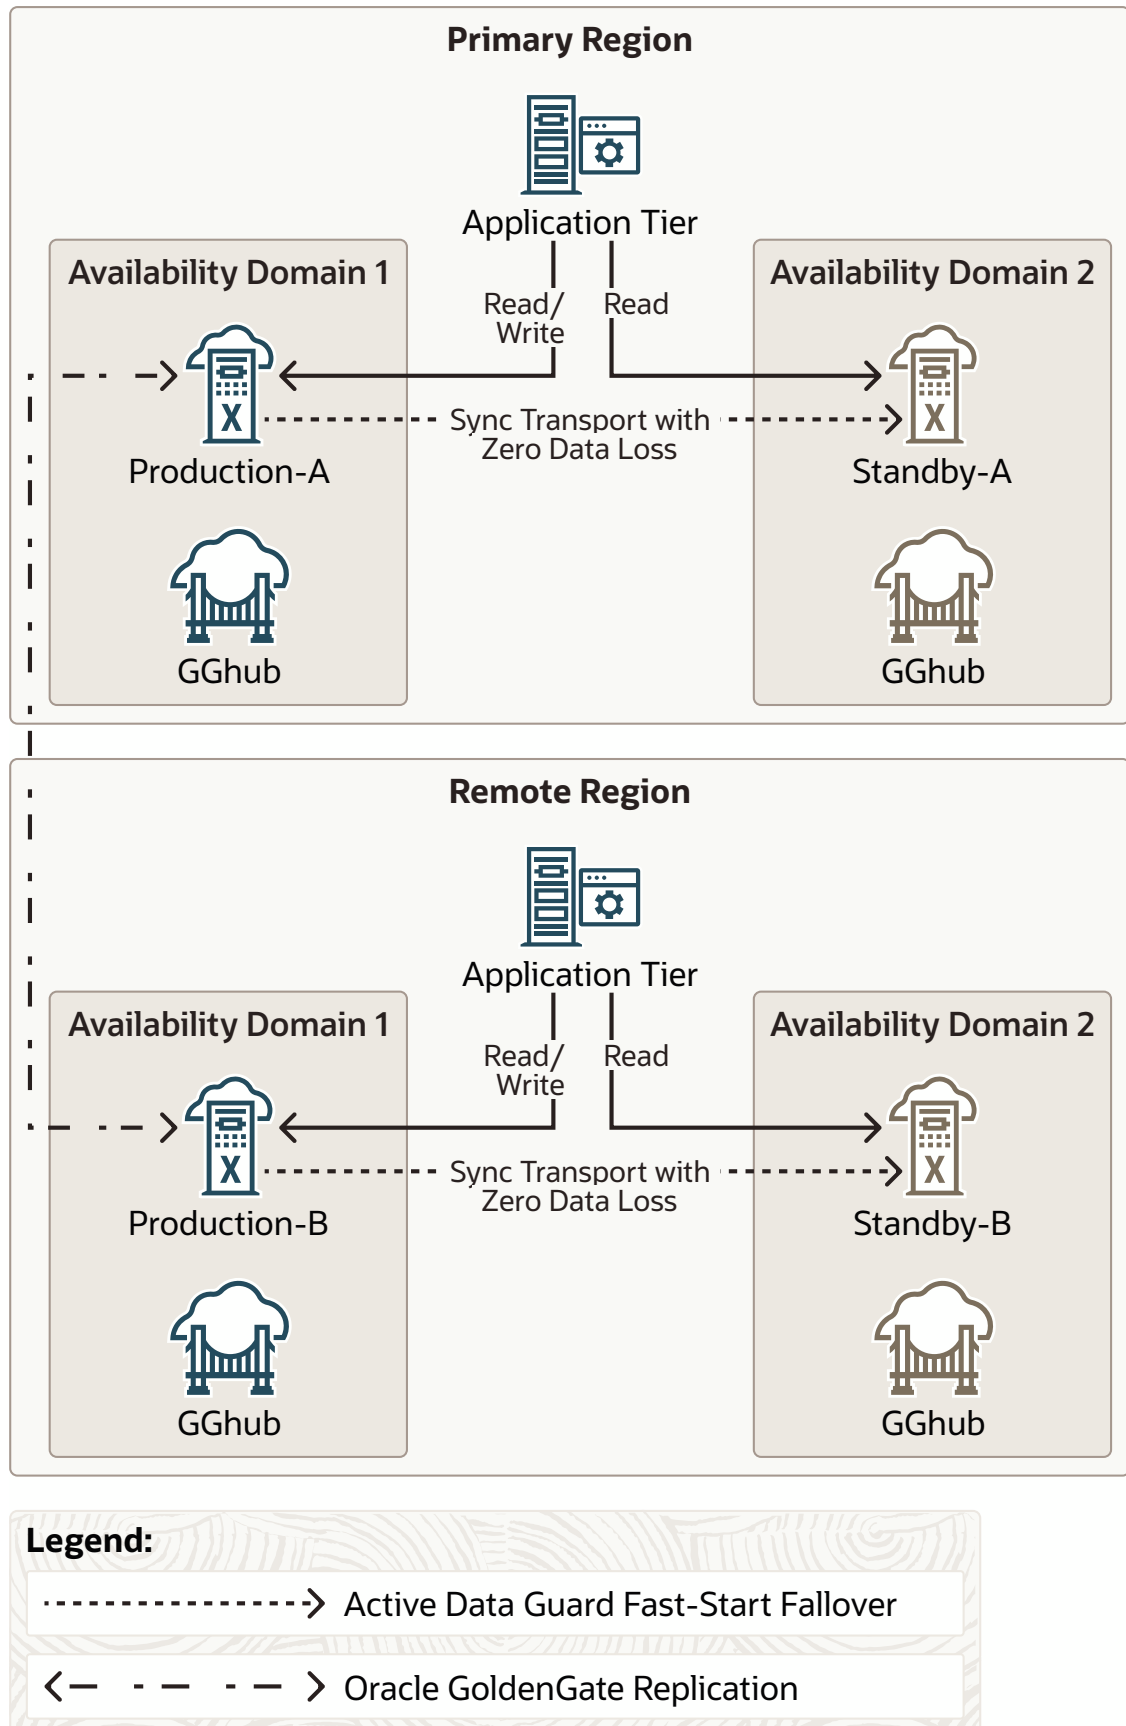 Primary Region
Application Tier
Availability Domain 1
Availability Domain 2
Read/
Write
Read
Sync Transport with
Zero Data Loss
X
X
Production-A
Standby-A
GGhub
GGhub
Remote Region
Application Tier
Availability Domain 1
Availability Domain 2
Read/
Write
Read
Sync Transport with
Zero Data Loss
X
X
Production-B
Standby-B
GGhub
GGhub
Legend:
Active Data Guard Fast-Start Fallover
Oracle GoldenGate Replication